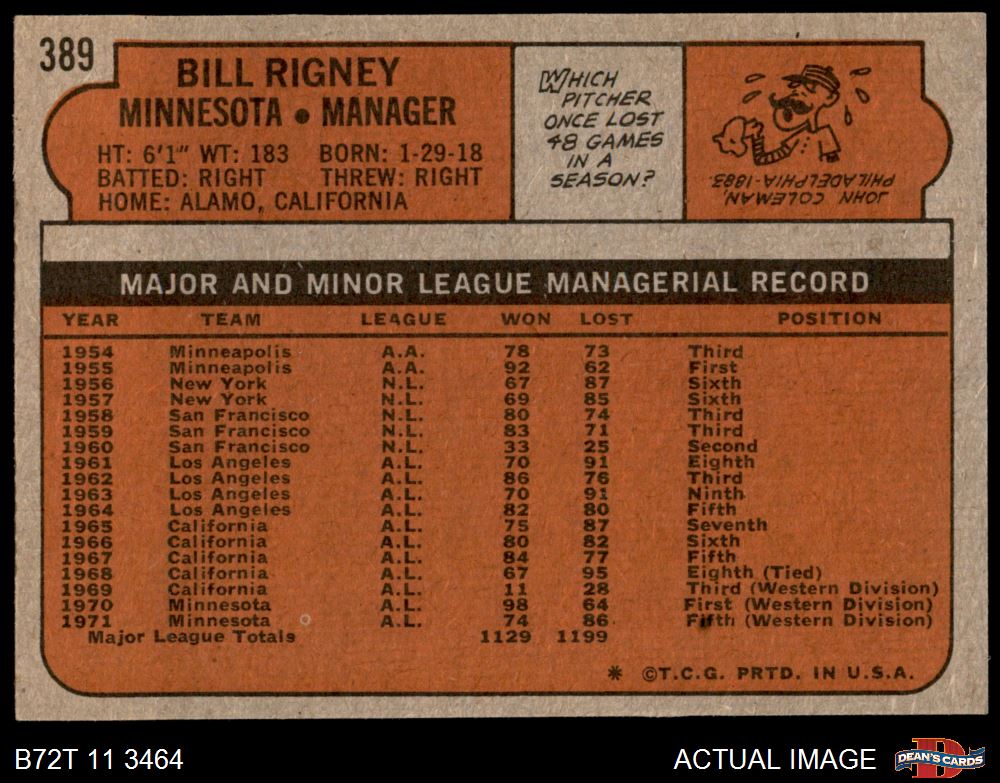 389
BILL RIGNEY
MINNESOTA • MANAGER
HT: 6'1" WT: 183 BORN: 1-29-18
BATTED: RIGHT THREW: RIGHT
HOME: ALAMO, CALIFORNIA
WHICH
PITCHER
ONCE LOST
48 GAMES
IN A
SEASON?
JOHN COLEMAN,
PHILADELPHIA-1883.
MAJOR AND MINOR LEAGUE MANAGERIAL RECORD
YEAR TEAM LEAGUE WON LOST POSITION
1954 Minneapolis A.A. 78 73 Third
1955 Minneapolis A.A. 92 62 First
1956 New York N.L. 67 87 Sixth
1957 New York N.L. 69 85 Sixth
1958 San Francisco N.L. 80 74 Third
1959 San Francisco N.L. 83 71 Third
1960 San Francisco N.L. 33 25 Second
1961 Los Angeles A.L. 70 91 Eighth
1962 Los Angeles A.L. 86 76 Third
1963 Los Angeles A.L. 70 91 Ninth
1964 Los Angeles A.L. 82 80 Fifth
1965 California A.L. 75 87 Seventh
1966 California A.L. 80 82 Sixth
1967 California A.L. 84 77 Fifth
1968 California A.L. 67 95 Eighth (Tied)
1969 California A.L. 11 28 Third (Western Division)
1970 Minnesota A.L. 98 64 First (Western Division)
1971 Minnesota A.L. 74 86 Fifth (Western Division)
Major League Totals 1129 1199
* ©T.C.G. PRTD. IN U.S.A.
B72T 11 3464 ACTUAL IMAGE DEAN'S CARDS